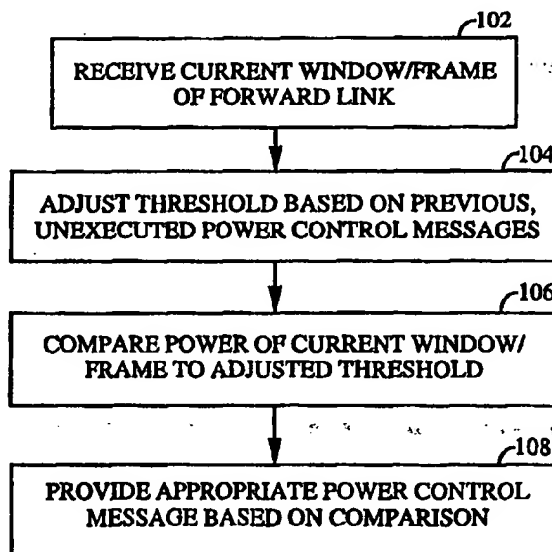 102
RECEIVE CURRENT WINDOW/FRAME
OF FORWARD LINK
104
ADJUST THRESHOLD BASED ON PREVIOUS,
UNEXECUTED POWER CONTROL MESSAGES
106
COMPARE POWER OF CURRENT WINDOW/
FRAME TO ADJUSTED THRESHOLD
108
PROVIDE APPROPRIATE POWER CONTROL
MESSAGE BASED ON COMPARISON